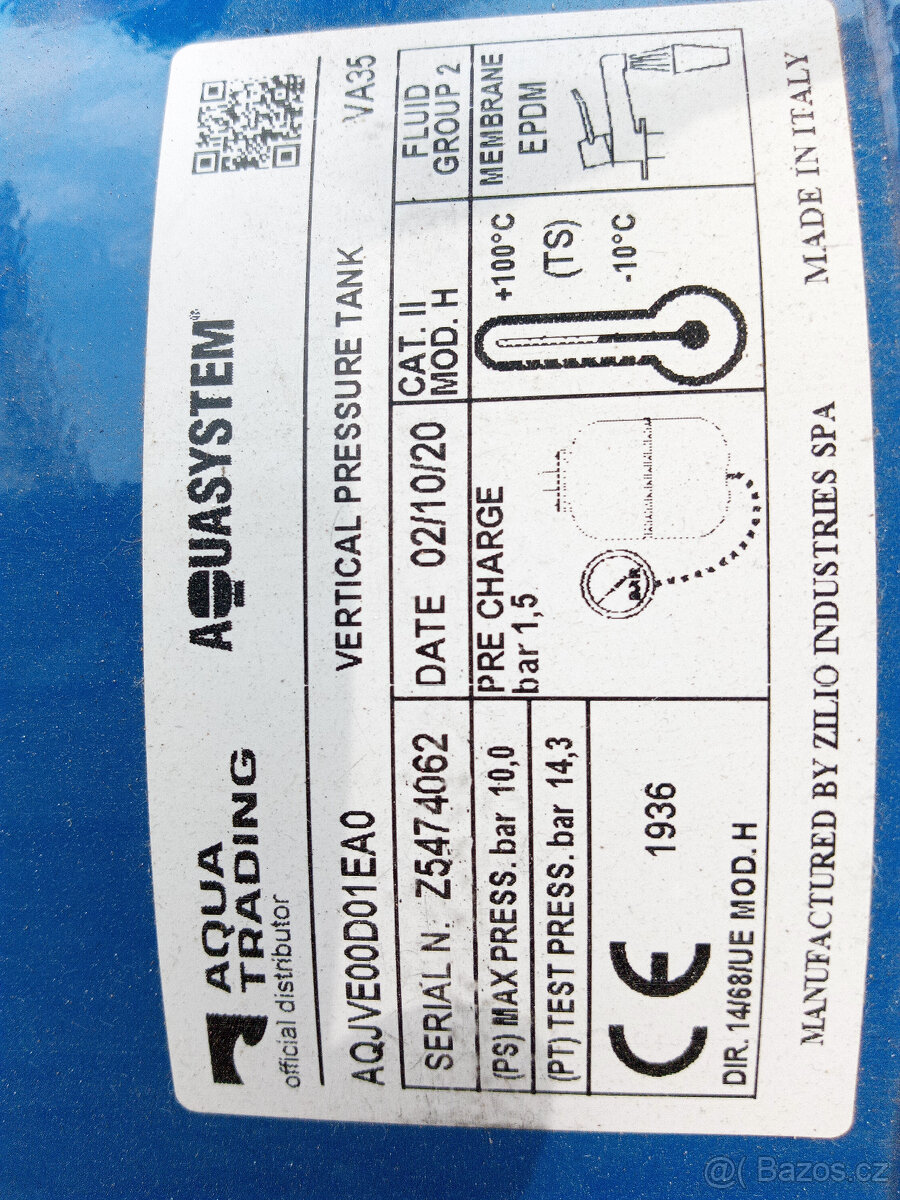 AQUA
TRADING
official distributor
AQUASYSTEM®
AQJVE00D01EA0 VERTICAL PRESSURE TANK VA35
SERIAL N. Z5474062
DATE 02/10/20
CAT. II
MOD. H
FLUID
GROUP 2
(PS) MAX PRESS. bar 10,0
(PT) TEST PRESS. bar 14,3
CE 1936
DIR. 14/68/UE MOD. H
PRE CHARGE
bar 1,5
BAR
+100°C
(TS)
-10°C
MEMBRANE
EPDM
MANUFACTURED BY ZILIO INDUSTRIES SPA MADE IN ITALY
@( Bazos.cz